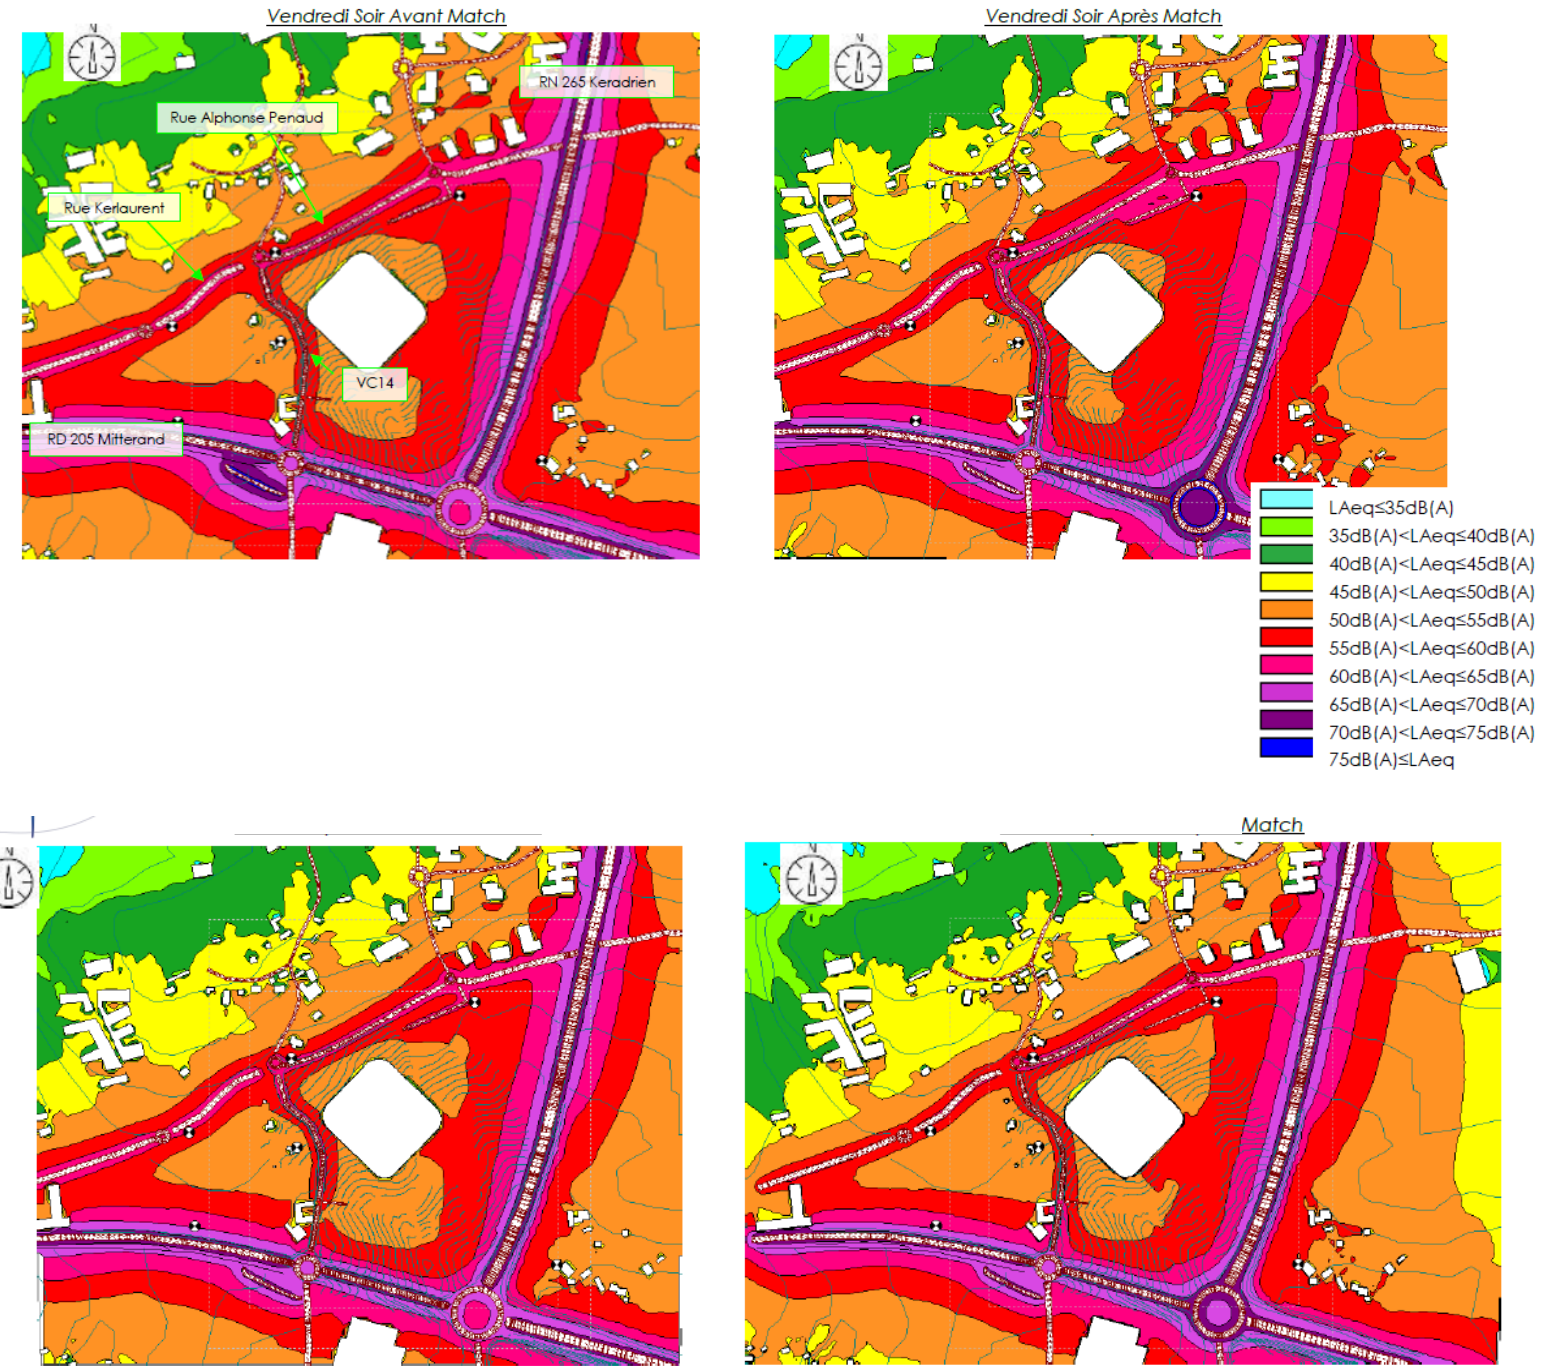 Vendredi Soir Avant Match
Vendredi Soir Après Match
N
RN 265 Keradrien
Rue Alphonse Penaud
Rue Kerlaurent
VC14
RD 205 Mitterand
LAeq≤35dB(A)
35dB(A)<LAeq≤40dB(A)
40dB(A)<LAeq≤45dB(A)
45dB(A)<LAeq≤50dB(A)
50dB(A)<LAeq≤55dB(A)
55dB(A)<LAeq≤60dB(A)
60dB(A)<LAeq≤65dB(A)
65dB(A)<LAeq≤70dB(A)
70dB(A)<LAeq≤75dB(A)
75dB(A)≤LAeq
Match